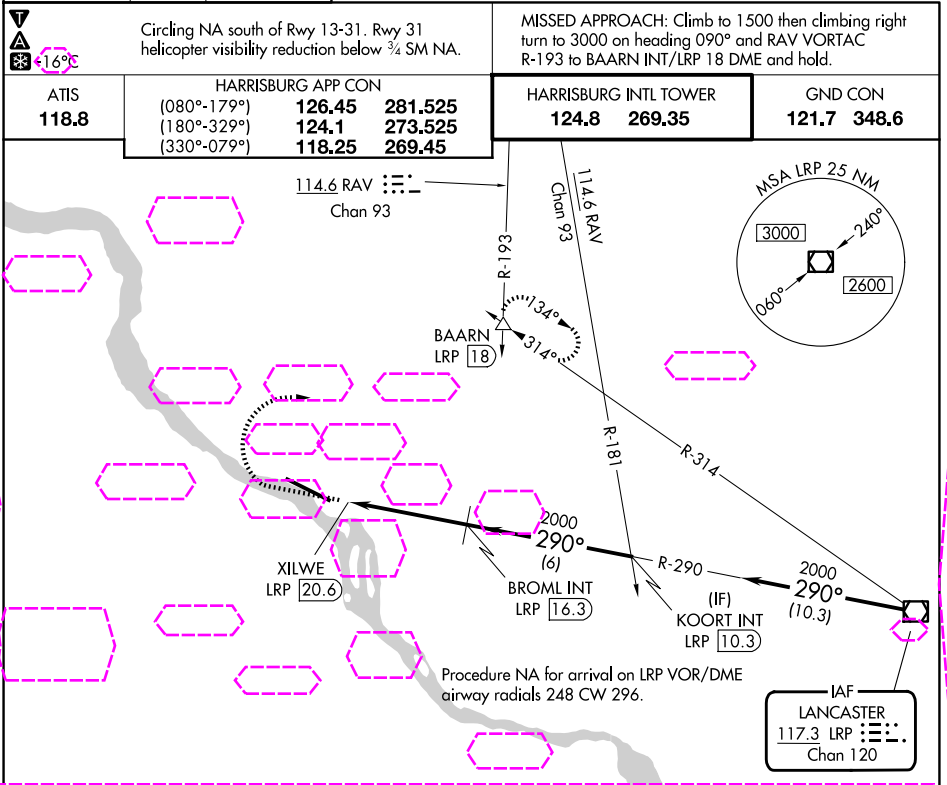 T
A
-16°C
Circling NA south of Rwy 13-31. Rwy 31
helicopter visibility reduction below ¾ SM NA.
MISSED APPROACH: Climb to 1500 then climbing right
turn to 3000 on heading 090° and RAV VORTAC
R-193 to BAARN INT/LRP 18 DME and hold.
ATIS
118.8
HARRISBURG APP CON
(080°-179°) 126.45 281.525
(180°-329°) 124.1 273.525
(330°-079°) 118.25 269.45
HARRISBURG INTL TOWER
124.8 269.35
GND CON
121.7 348.6
114.6 RAV
Chan 93
114.6 RAV
Chan 93
MSA LRP 25 NM
3000
240°
060°
2600
R-193
134°
314°
BAARN
LRP 18
R-181
R-314
2000
290°
(6)
R-290
2000
290°
(10.3)
XILWE
LRP 20.6
BROML INT
LRP 16.3
(IF)
KOORT INT
LRP 10.3
Procedure NA for arrival on LRP VOR/DME
airway radials 248 CW 296.
IAF
LANCASTER
117.3 LRP
Chan 120